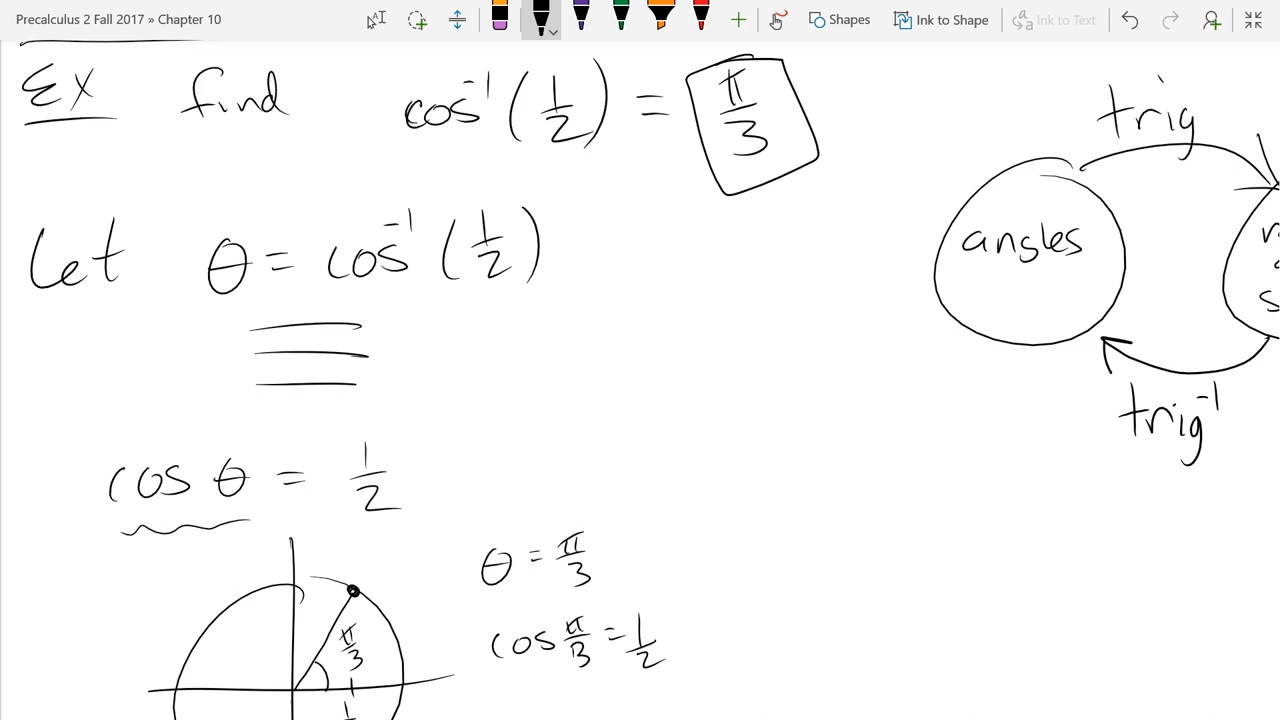 Precalculus 2 Fall 2017 » Chapter 10
Shapes
Ink to Shape
Ink to Text
Ex find cos⁻¹(1/2) = π/3
trig
angles
Let θ = cos⁻¹(1/2)
trig⁻¹
cos θ = 1/2
θ = π/3
cos π/3 = 1/2
π/3